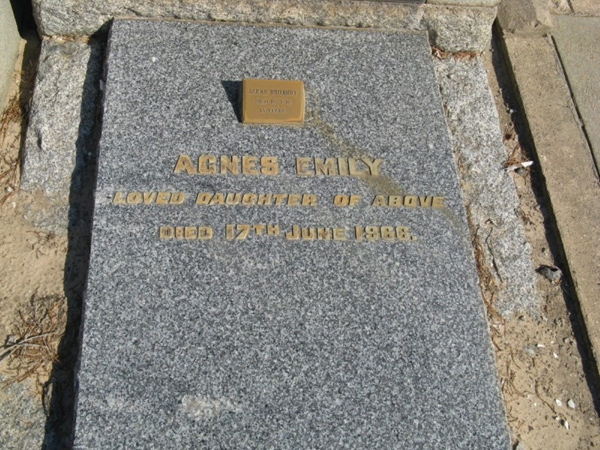 AGNES EMILY
LOVED DAUGHTER OF ABOVE
DIED 17TH JUNE 1966.